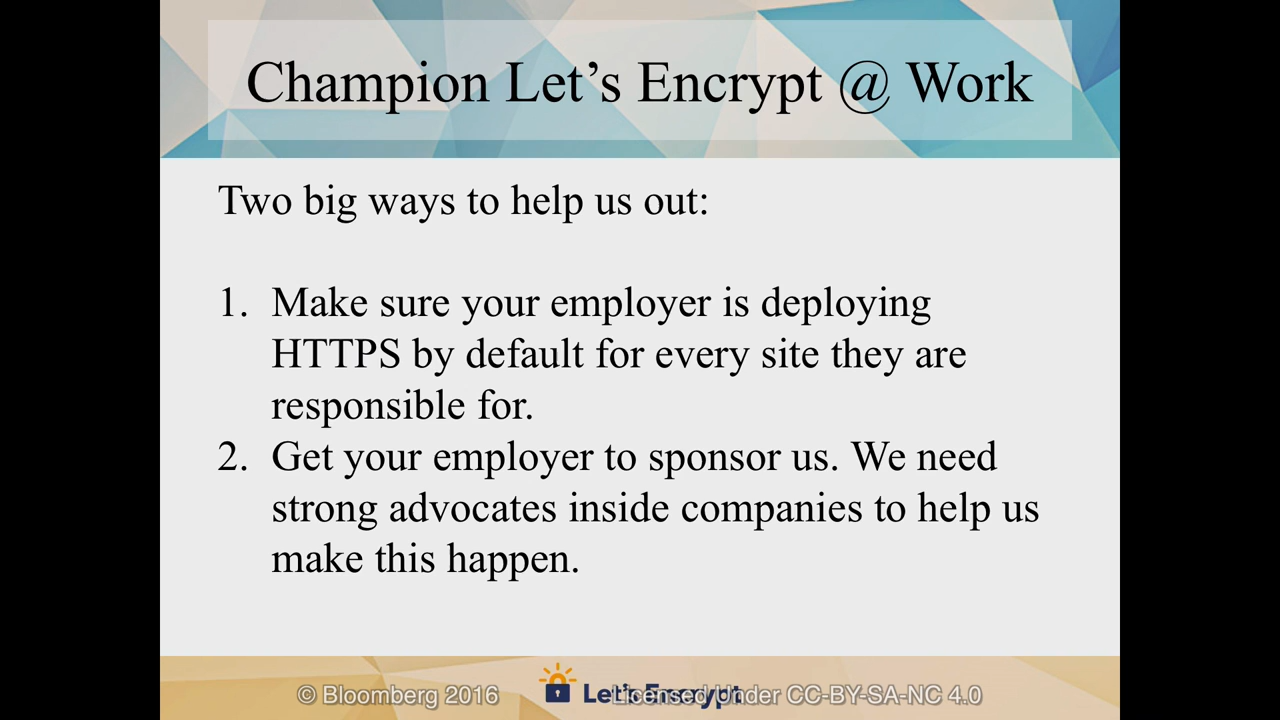 Champion Let’s Encrypt @ Work
Two big ways to help us out:
1. Make sure your employer is deploying
HTTPS by default for every site they are
responsible for.
2. Get your employer to sponsor us. We need
strong advocates inside companies to help us
make this happen.
© Bloomberg 2016 Let's Encrypt Licensed Under CC-BY-SA-NC 4.0